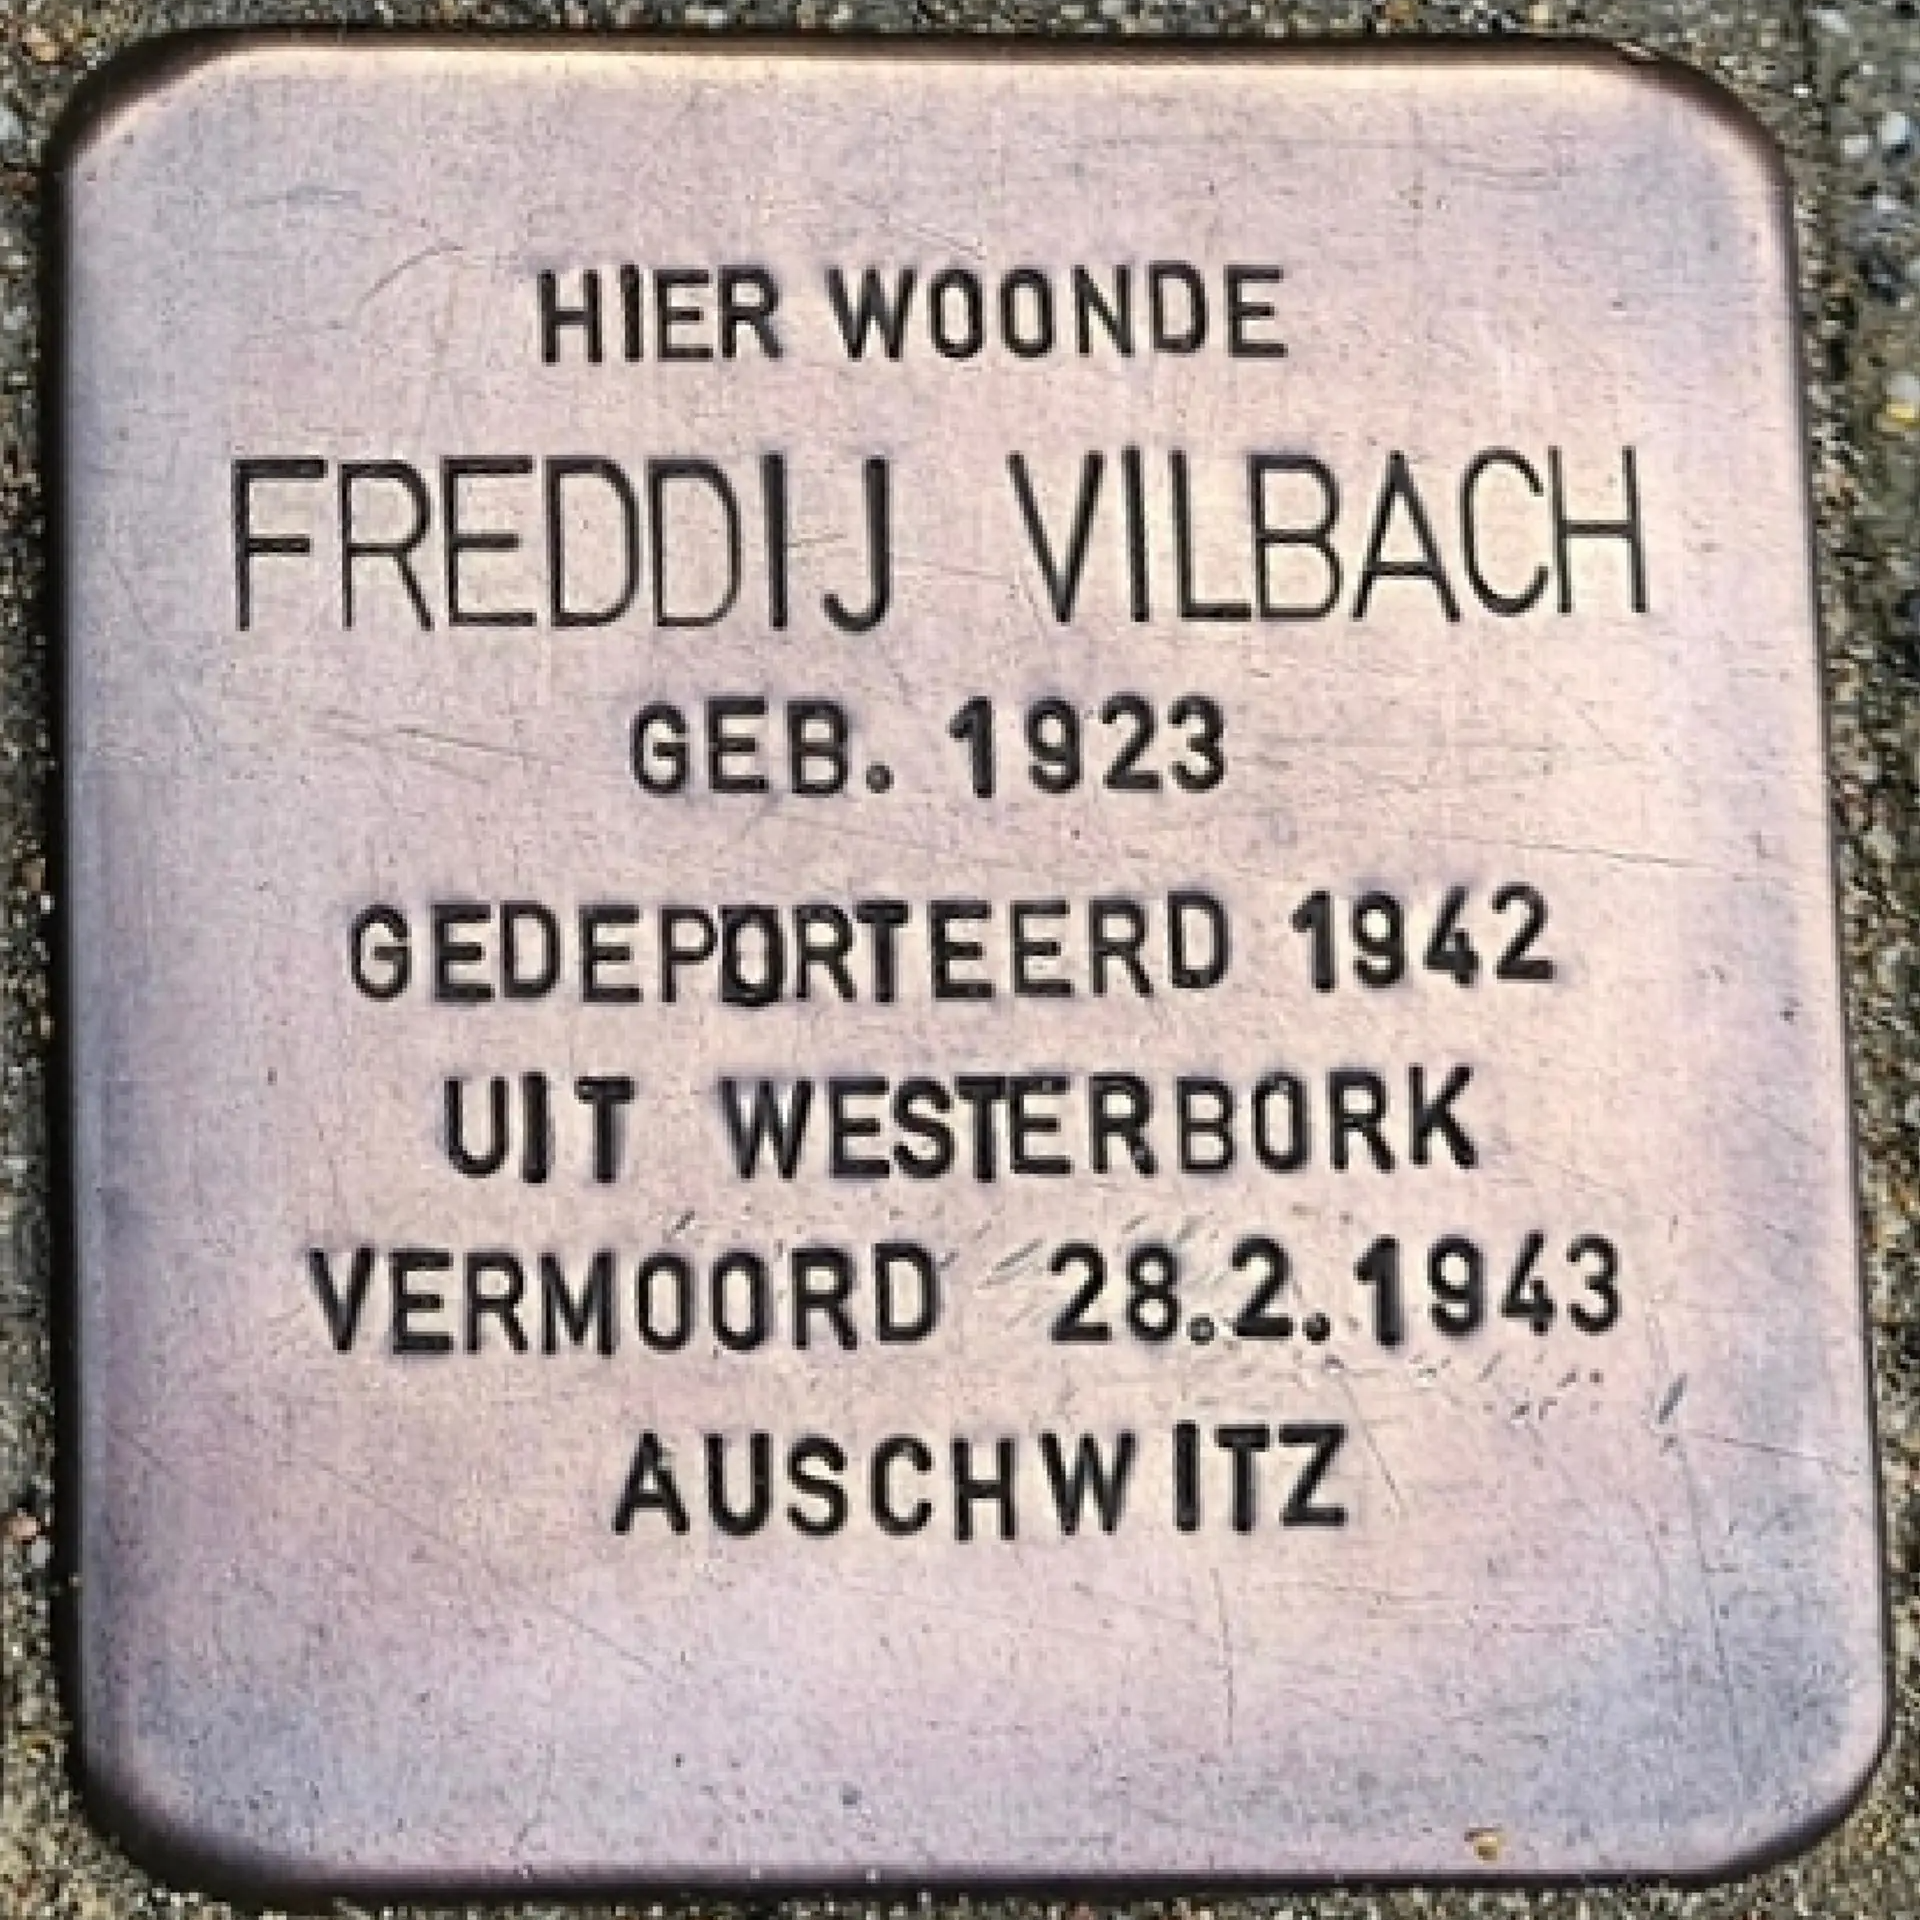 HIER WOONDE
FREDDIJ VILBACH
GEB. 1923
GEDEPORTEERD 1942
UIT WESTERBORK
VERMOORD 28.2.1943
AUSCHWITZ